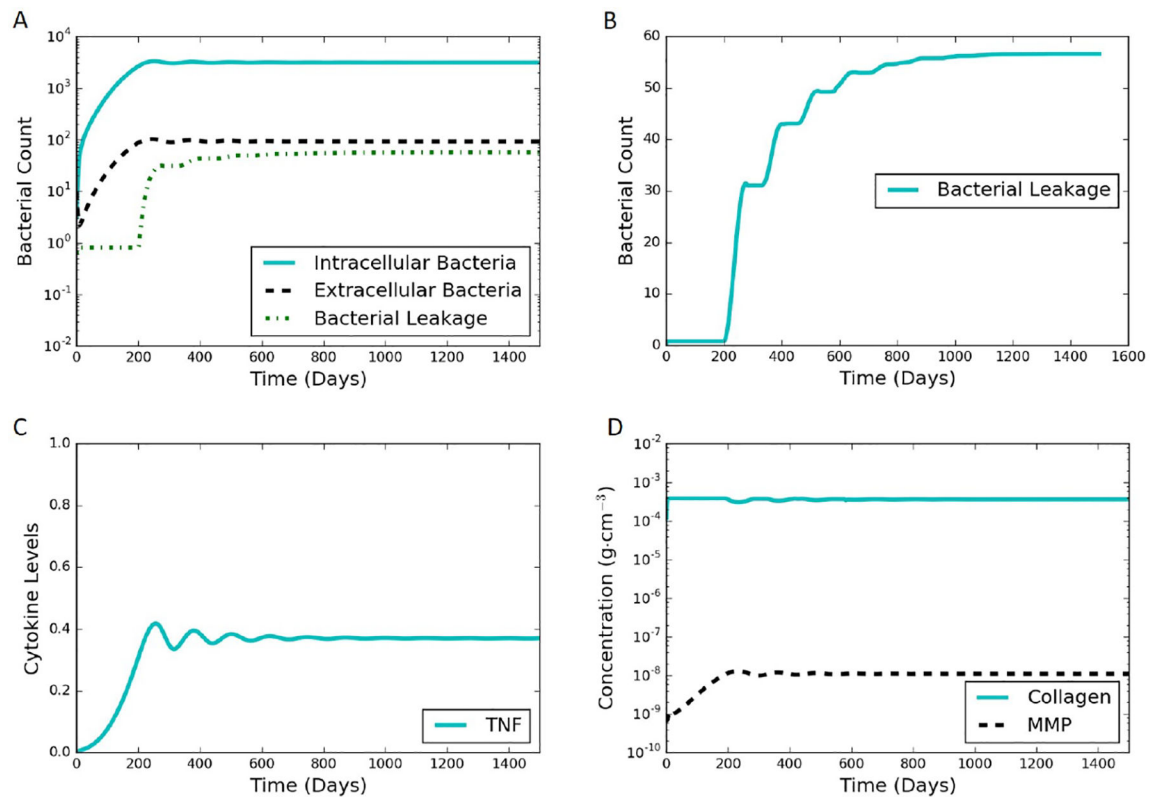 A
10^4
10^3
10^2
10^1
10^0
10^-1
10^-2
Bacterial Count
Intracellular Bacteria
Extracellular Bacteria
Bacterial Leakage
0 200 400 600 800 1000 1200 1400
Time (Days)
B
60
50
40
30
20
10
0
Bacterial Count
Bacterial Leakage
0 200 400 600 800 1000 1200 1400 1600
Time (Days)
C
1.0
0.8
0.6
0.4
0.2
0.0
Cytokine Levels
TNF
0 200 400 600 800 1000 1200 1400
Time (Days)
D
10^-2
10^-3
10^-4
10^-5
10^-6
10^-7
10^-8
10^-9
10^-10
Concentration (g·cm^-3)
Collagen
MMP
0 200 400 600 800 1000 1200 1400
Time (Days)